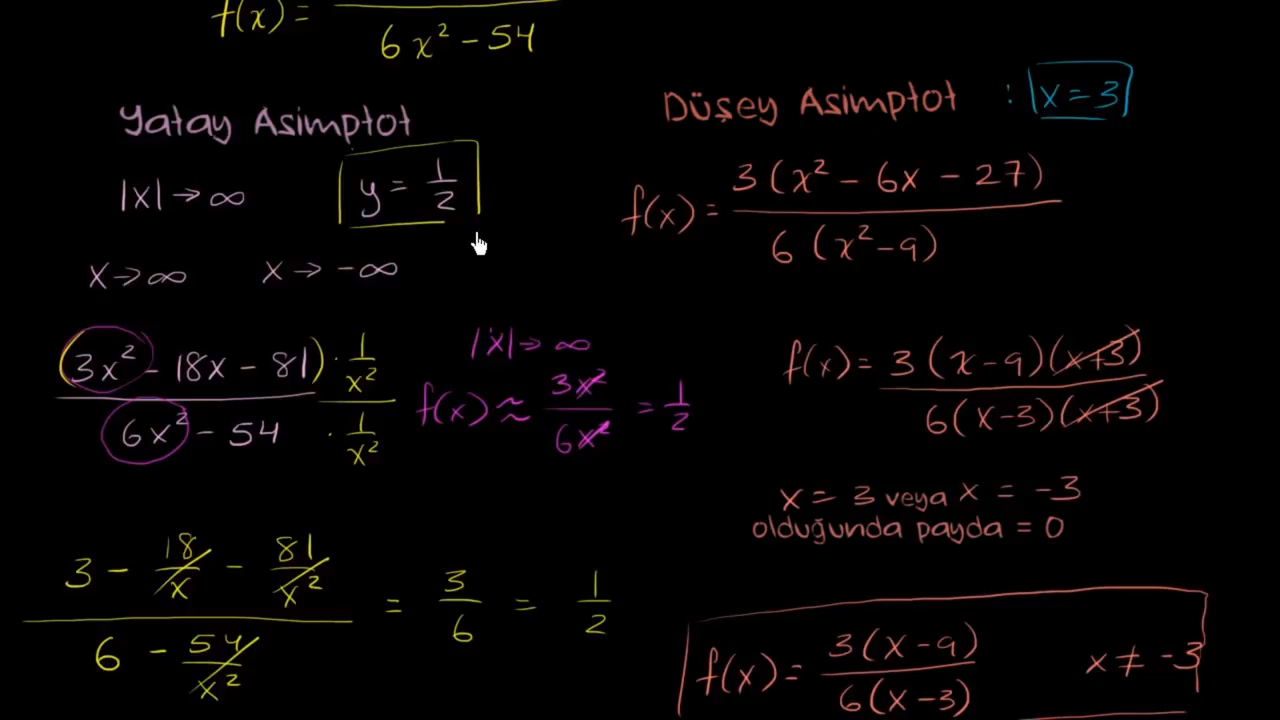 f(x) =
6x² - 54
Yatay Asimptot
|x| → ∞
y = 1/2
x → ∞ x → -∞
3x² - 18x - 81) · 1/x²
6x² - 54 · 1/x²
|x| → ∞
f(x) ≈ 3x²/6x² = 1/2
3 - 18/x - 81/x²
6 - 54/x²
= 3/6 = 1/2
Düşey Asimptot : x = 3
f(x) = 3(x² - 6x - 27)
6(x² - 9)
f(x) = 3(x - 9)(x+3)
6(x - 3)(x+3)
x = 3 veya x = -3
olduğunda payda = 0
f(x) = 3(x - 9)/6(x - 3) x ≠ -3